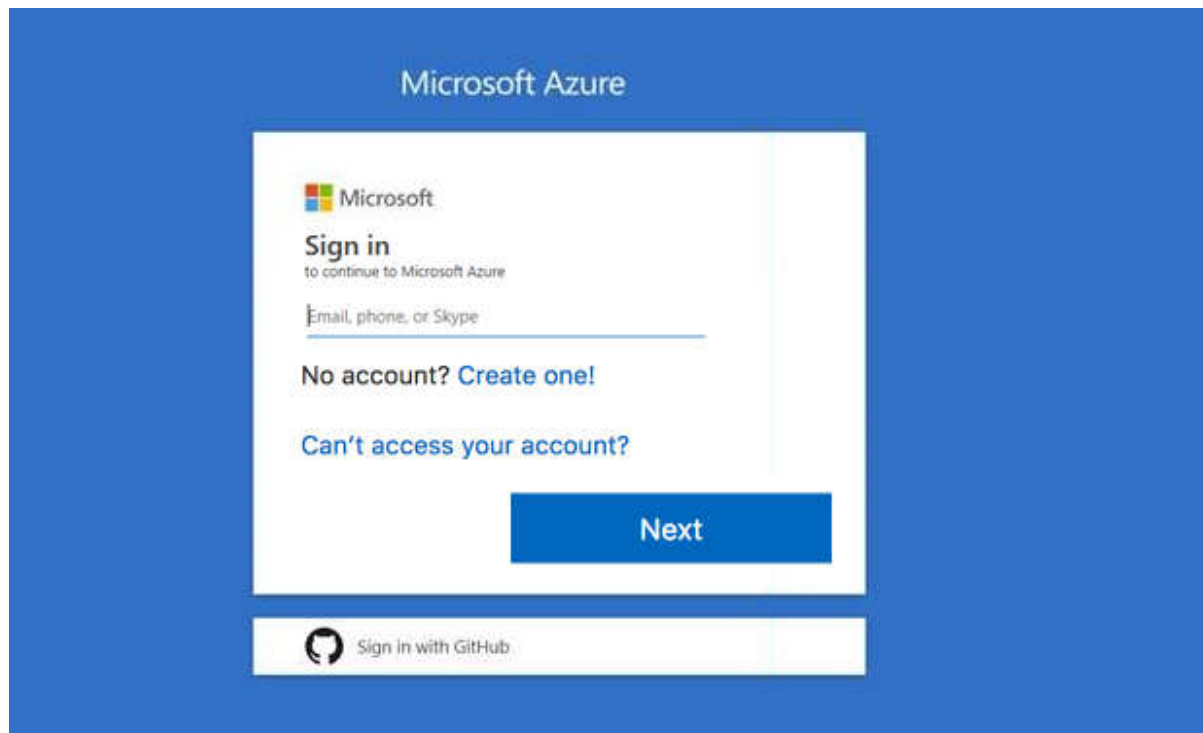 Microsoft Azure
Microsoft
Sign in
to continue to Microsoft Azure
Email, phone, or Skype
No account? Create one!
Can't access your account?
Next
Sign in with GitHub